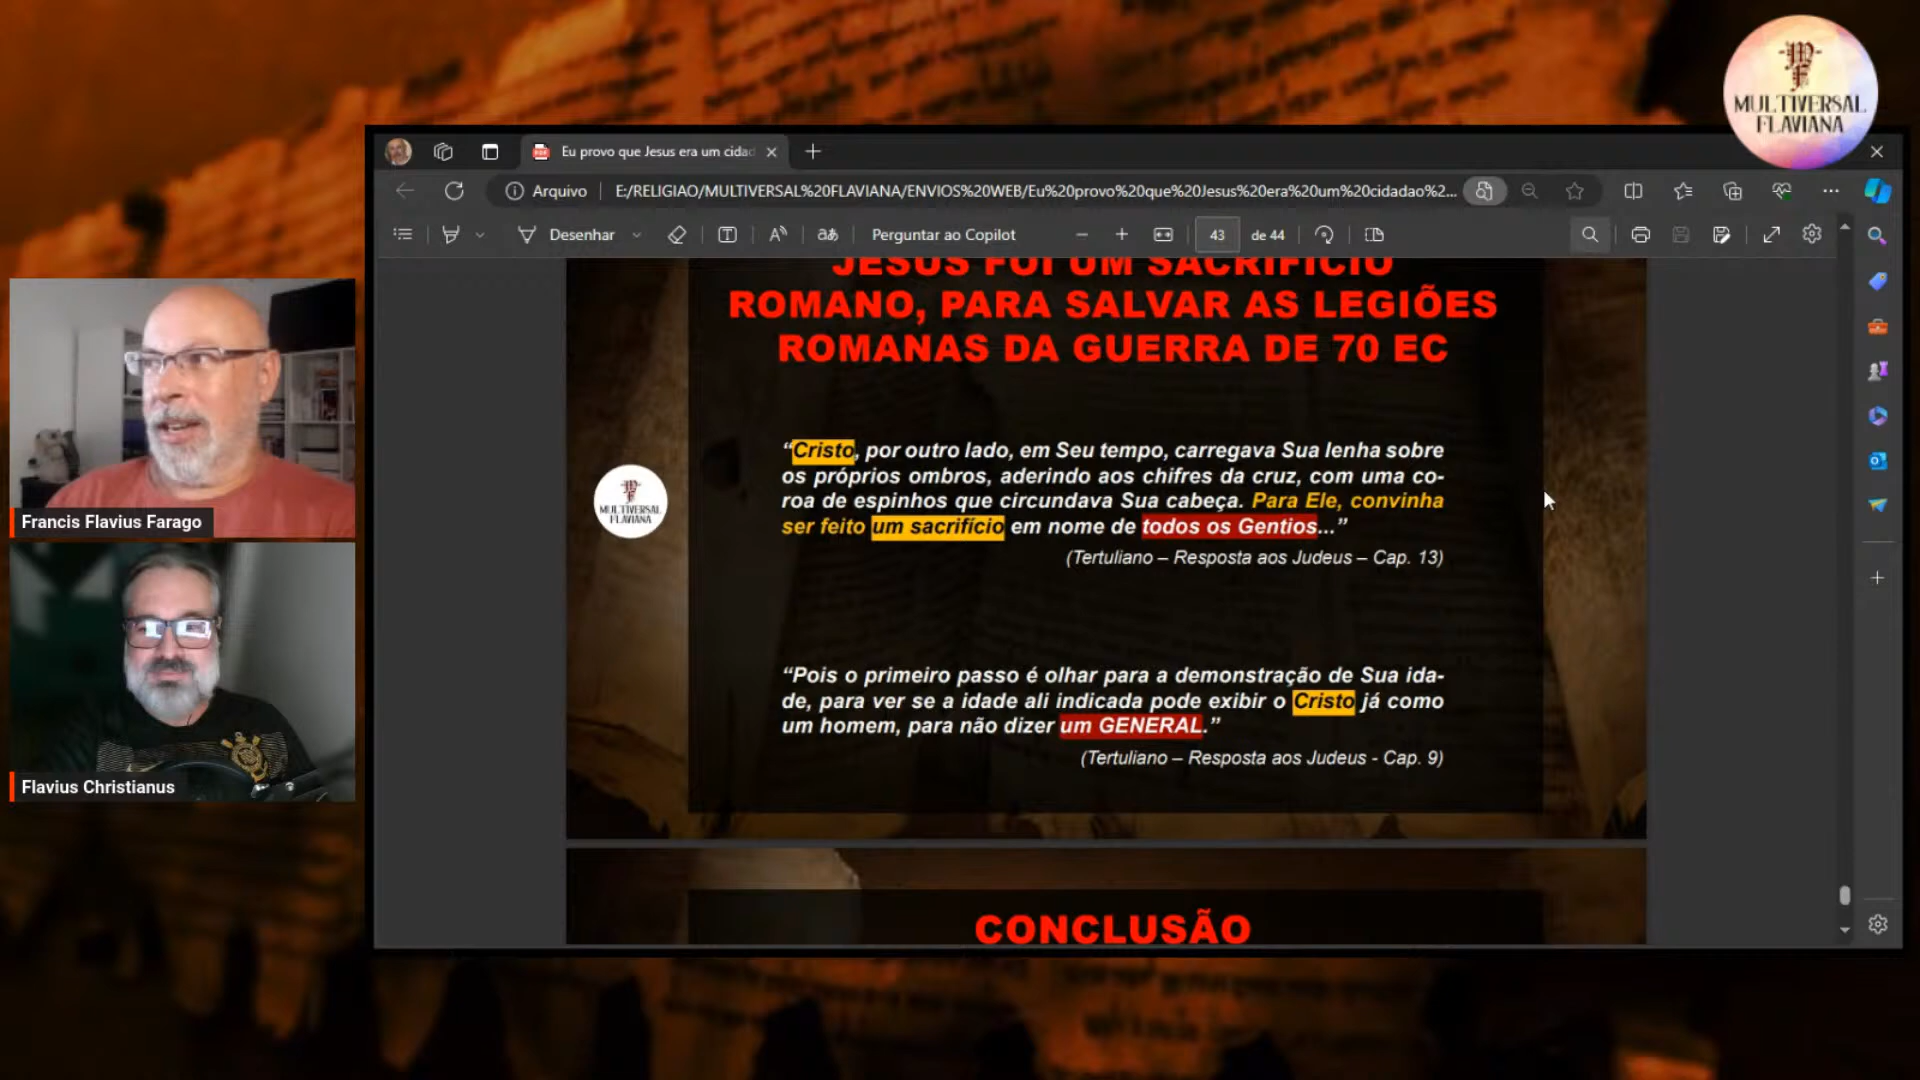 MULTIVERSAL
FLAVIANA
Eu provo que Jesus era um cidad
Arquivo
E:/RELIGIAO/MULTIVERSAL%20FLAVIANA/ENVIOS%20WEB/Eu%20provo%20que%20Jesus%20era%20um%20cidadao%2...
Desenhar
Perguntar ao Copilot
43
de 44
JESUS FOI UM SACRIFÍCIO
ROMANO, PARA SALVAR AS LEGIÕES
ROMANAS DA GUERRA DE 70 EC
“Cristo, por outro lado, em Seu tempo, carregava Sua lenha sobre
os próprios ombros, aderindo aos chifres da cruz, com uma co-
roa de espinhos que circundava Sua cabeça. Para Ele, convinha
ser feito um sacrifício em nome de todos os Gentios...”
(Tertuliano – Resposta aos Judeus – Cap. 13)
MULTIVERSAL
FLAVIANA
“Pois o primeiro passo é olhar para a demonstração de Sua ida-
de, para ver se a idade ali indicada pode exibir o Cristo já como
um homem, para não dizer um GENERAL.”
(Tertuliano – Resposta aos Judeus - Cap. 9)
CONCLUSÃO
Francis Flavius Farago
Flavius Christianus